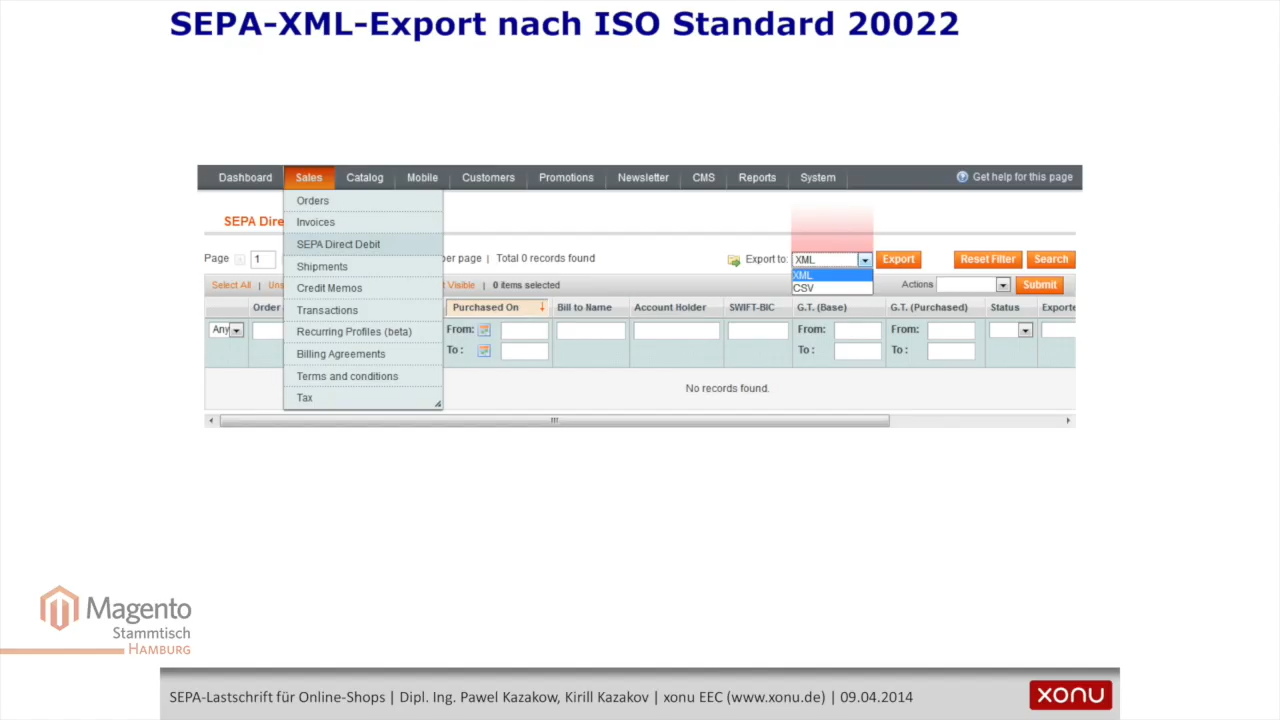 SEPA-XML-Export nach ISO Standard 20022
Dashboard Sales Catalog Mobile Customers Promotions Newsletter CMS Reports System Get help for this page
Orders
SEPA Dire
Invoices
SEPA Direct Debit
Page 1 per page | Total 0 records found Export to: XML Export Reset Filter Search
Shipments
XML
CSV
Select All | Uns t Visible | 0 items selected Actions Submit
Credit Memos
Order Purchased On Bill to Name Account Holder SWIFT-BIC G.T. (Base) G.T. (Purchased) Status Exporte
Transactions
Any From: From: From:
Recurring Profiles (beta)
To : To : To :
Billing Agreements
Terms and conditions
No records found.
Tax
Magento
Stammtisch
HAMBURG
SEPA-Lastschrift für Online-Shops | Dipl. Ing. Pawel Kazakow, Kirill Kazakov | xonu EEC (www.xonu.de) | 09.04.2014
xonu